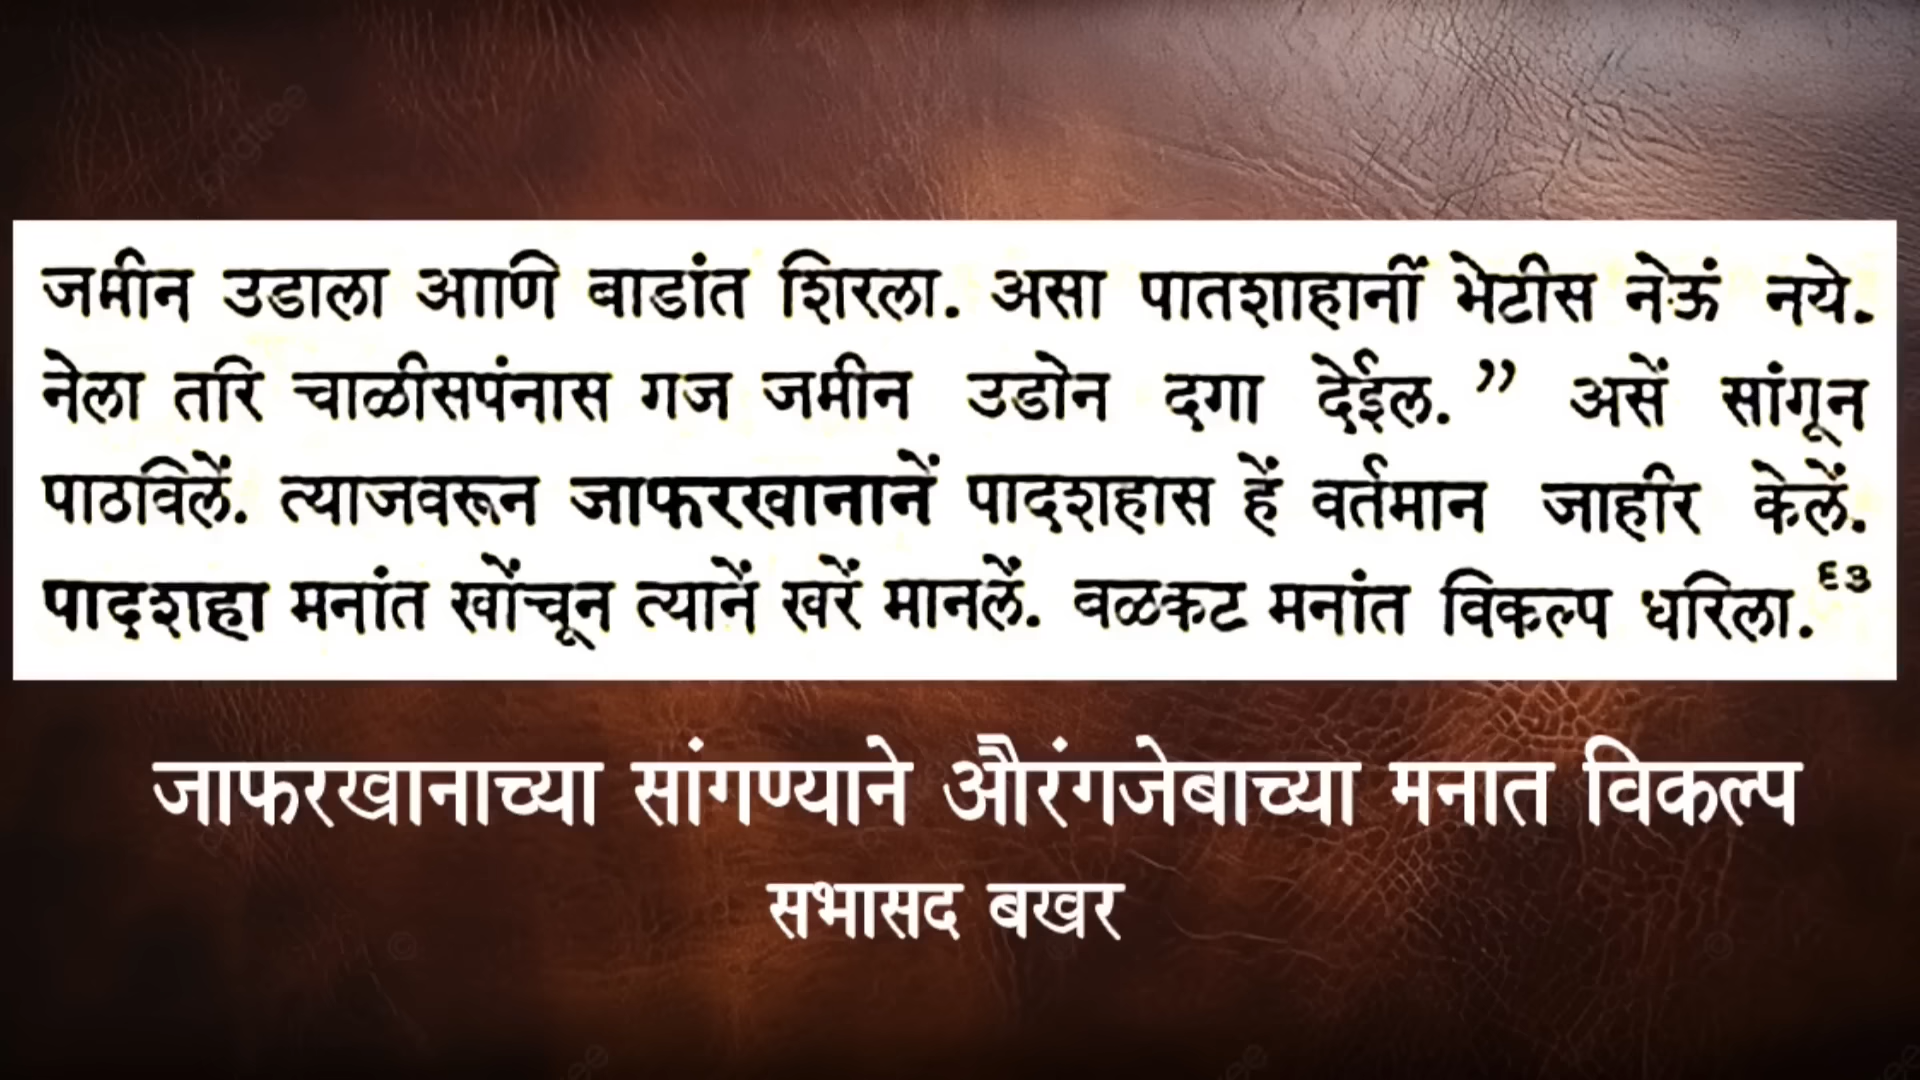 जमीन उडाला आाणि वाडांत शिरला. असा पातशाहानीं भेटीस नेऊं नये.
नेला तरि चाळीसपंनास गज जमीन उडोन दगा देईल.” असें सांगून
पाठविलें. त्याजवरून जाफरखानानें पादशहास हें वर्तमान जाहीर केलें.
पादशहा मनांत खोंचून त्यानें खरें मानलें. वळकट मनांत विकल्प धरिला.६३
जाफरखानाच्या सांगण्याने औरंगजेबाच्या मनात विकल्प
सभासद बखर